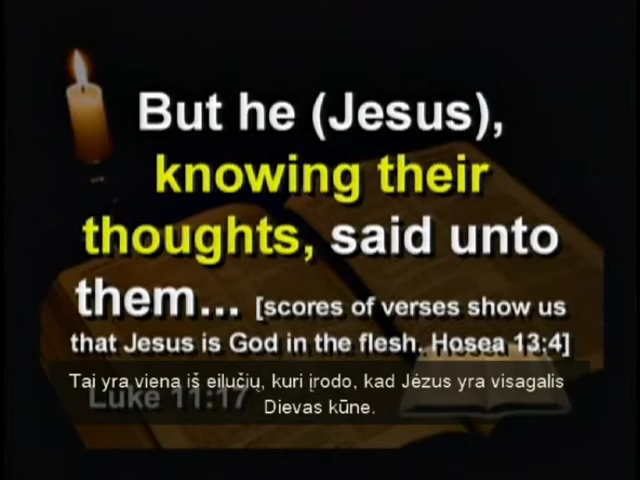 But he (Jesus),
knowing their
thoughts, said unto
them... [scores of verses show us
that Jesus is God in the flesh. Hosea 13:4]
Tai yra viena iš eilučių, kuri įrodo, kad Jėzus yra visagalis
Luke 11:17
Dievas kūne.